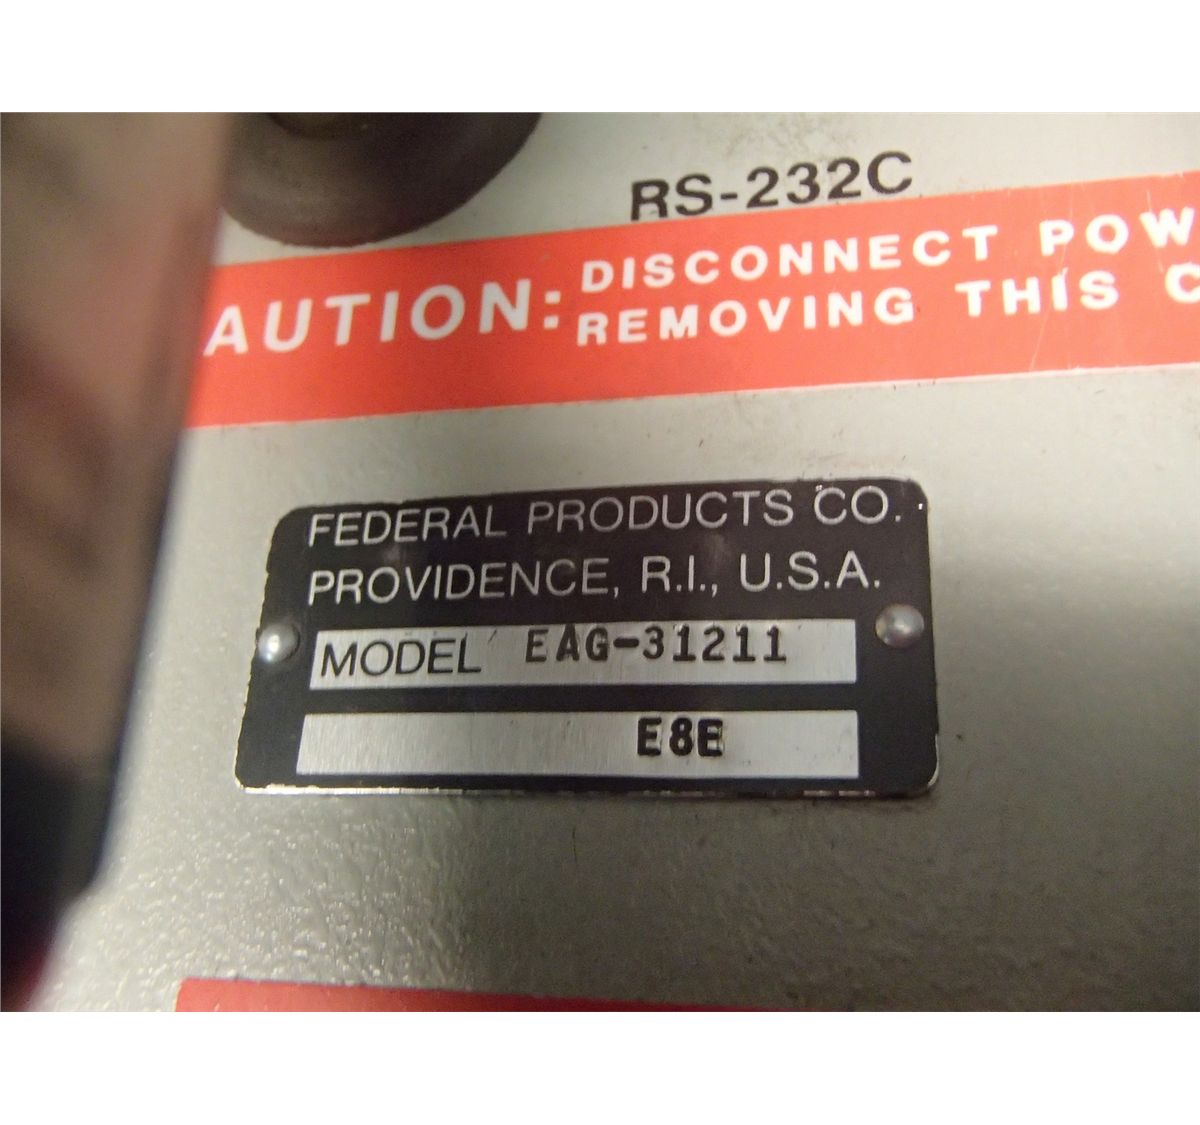 RS-232C
AUTION: DISCONNECT POW
REMOVING THIS C
FEDERAL PRODUCTS CO.
PROVIDENCE, R.I., U.S.A.
MODEL EAG-31211
E8E